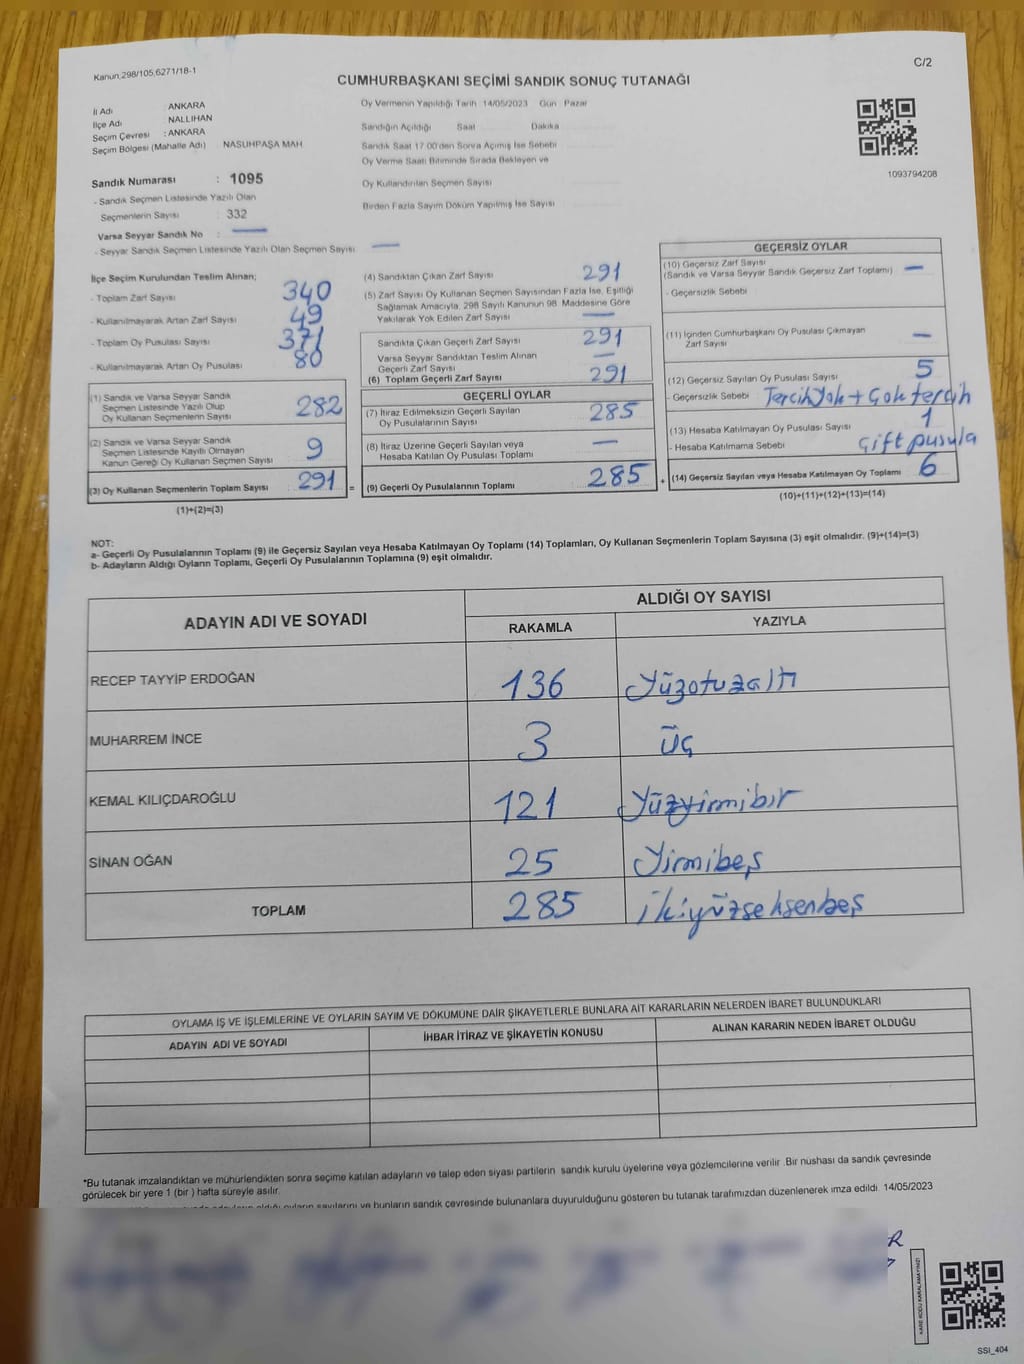 Kanun,298/105,6271/18-1
C/2
CUMHURBAŞKANI SEÇİMİ SANDIK SONUÇ TUTANAĞI
İl Adı : ANKARA
İlçe Adı : NALLIHAN
Seçim Çevresi : ANKARA
Seçim Bölgesi (Mahalle Adı) NASUHPAŞA MAH
Sandık Numarası : 1095
- Sandık Seçmen Listesinde Yazılı Olan
Seçmenlerin Sayısı : 332
Varsa Seyyar Sandık No : —
- Seyyar Sandık Seçmen Listesinde Yazılı Olan Seçmen Sayısı —
Oy Vermenin Yapıldığı Tarih 14/05/2023 Gün : Pazar
Sandığın Açıldığı Saat Dakika
Sandık Saat 17 00'den Sonra Açımış İse Sebebi
Oy Verme Saati Bitiminde Sırada Bekleyen ve
Oy Kullandırılan Seçmen Sayısı
Birden Fazla Sayım Döküm Yapılmış İse Sayısı
1093794208
İlçe Seçim Kurulundan Teslim Alınan;
- Toplam Zarf Sayısı 340
- Kullanılmayarak Artan Zarf Sayısı 49
- Toplam Oy Pusulası Sayısı 371
- Kullanılmayarak Artan Oy Pusulası 80
(1) Sandık ve Varsa Seyyar Sandık
Seçmen Listesinde Yazılı Olup
Oy Kullanan Seçmenlerin Sayısı 282
(2) Sandık ve Varsa Seyyar Sandık
Seçmen Listesinde Kayıtlı Olmayan
Kanun Gereği Oy Kullanan Seçmen Sayısı 9
(3) Oy Kullanan Seçmenlerin Toplam Sayısı 291 =
(1)+(2)=(3)
(4) Sandıktan Çıkan Zarf Sayısı 291
(5) Zarf Sayısı Oy Kullanan Seçmen Sayısından Fazla İse, Eşitliği
Sağlamak Amacıyla, 298 Sayılı Kanunun 98. Maddesine Göre
Yakılarak Yok Edilen Zarf Sayısı —
Sandıkta Çıkan Geçerli Zarf Sayısı 291
Varsa Seyyar Sandıktan Teslim Alınan
Geçerli Zarf Sayısı —
(6) Toplam Geçerli Zarf Sayısı 291
GEÇERLİ OYLAR
(7) İtiraz Edilmeksizin Geçerli Sayılan
Oy Pusulalarının Sayısı 285
(8) İtiraz Üzerine Geçerli Sayılan veya
Hesaba Katılan Oy Pusulası Toplamı —
(9) Geçerli Oy Pusulalarının Toplamı 285 +
GEÇERSİZ OYLAR
(10) Geçersiz Zarf Sayısı
(Sandık ve Varsa Seyyar Sandık Geçersiz Zarf Toplamı) —
- Geçersizlik Sebebi
(11) İçinden Cumhurbaşkanı Oy Pusulası Çıkmayan
Zarf Sayısı —
(12) Geçersiz Sayılan Oy Pusulası Sayısı 5
- Geçersizlik Sebebi Tercih Yok + Çok tercih
(13) Hesaba Katılmayan Oy Pusulası Sayısı 1
- Hesaba Katılmama Sebebi Çift pusula
(14) Geçersiz Sayılan veya Hesaba Katılmayan Oy Toplamı 6
(10)+(11)+(12)+(13)=(14)
NOT:
a- Geçerli Oy Pusulalarının Toplamı (9) ile Geçersiz Sayılan veya Hesaba Katılmayan Oy Toplamı (14) Toplamları, Oy Kullanan Seçmenlerin Toplam Sayısına (3) eşit olmalıdır. (9)+(14)=(3)
b- Adayların Aldığı Oyların Toplamı, Geçerli Oy Pusulalarının Toplamına (9) eşit olmalıdır.
ADAYIN ADI VE SOYADI
ALDIĞI OY SAYISI
RAKAMLA YAZIYLA
RECEP TAYYİP ERDOĞAN 136 Yüzotuzaltı
MUHARREM İNCE 3 Üç
KEMAL KILIÇDAROĞLU 121 Yüzyirmibir
SİNAN OĞAN 25 Yirmibeş
TOPLAM 285 ikiyüzseksenbeş
OYLAMA İŞ VE İŞLEMLERİNE VE OYLARIN SAYIM VE DÖKÜMÜNE DAİR ŞİKAYETLERLE BUNLARA AİT KARARLARIN NELERDEN İBARET BULUNDUKLARI
ADAYIN ADI VE SOYADI İHBAR İTİRAZ VE ŞİKAYETİN KONUSU ALINAN KARARIN NEDEN İBARET OLDUĞU
*Bu tutanak imzalandıktan ve mühürlendikten sonra seçime katılan adayların ve talep eden siyasi partilerin sandık kurulu üyelerine veya gözlemcilerine verilir. Bir nüshası da sandık çevresinde
görülecek bir yere 1 (bir) hafta süreyle asılır.
oyların sayılarını ve bunların sandık çevresinde bulunanlara duyurulduğunu gösteren bu tutanak tarafımızdan düzenlenerek imza edildi. 14/05/2023
KARE KODU KARALAMAYINIZ!
SSI_404